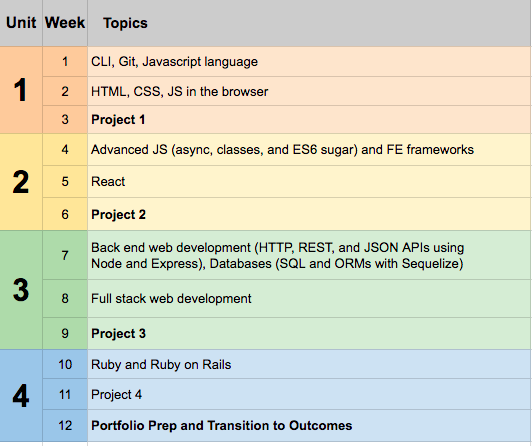 Unit Week Topics
1
1 CLI, Git, Javascript language
2 HTML, CSS, JS in the browser
3 Project 1
2
4 Advanced JS (async, classes, and ES6 sugar) and FE frameworks
5 React
6 Project 2
3
7 Back end web development (HTTP, REST, and JSON APIs using
Node and Express), Databases (SQL and ORMs with Sequelize)
8 Full stack web development
9 Project 3
4
10 Ruby and Ruby on Rails
11 Project 4
12 Portfolio Prep and Transition to Outcomes